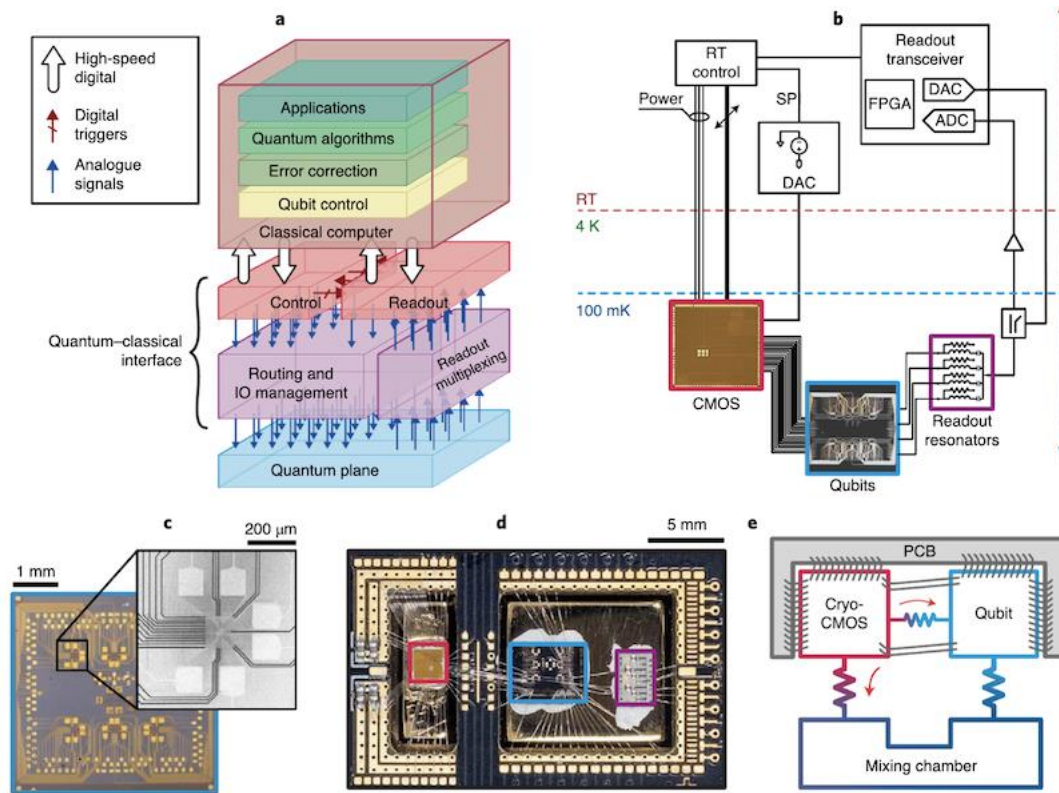 a
High-speed
digital
Digital
triggers
Analogue
signals
Applications
Quantum algorithms
Error correction
Qubit control
Classical computer
Control
Readout
Quantum–classical
interface
Routing and
IO management
Readout
multiplexing
Quantum plane
b
RT
control
Readout
transceiver
FPGA
DAC
ADC
Power
SP
DAC
RT
4 K
100 mK
CMOS
Qubits
Readout
resonators
c
200 μm
1 mm
d
5 mm
e
PCB
Cryo-
CMOS
Qubit
Mixing chamber